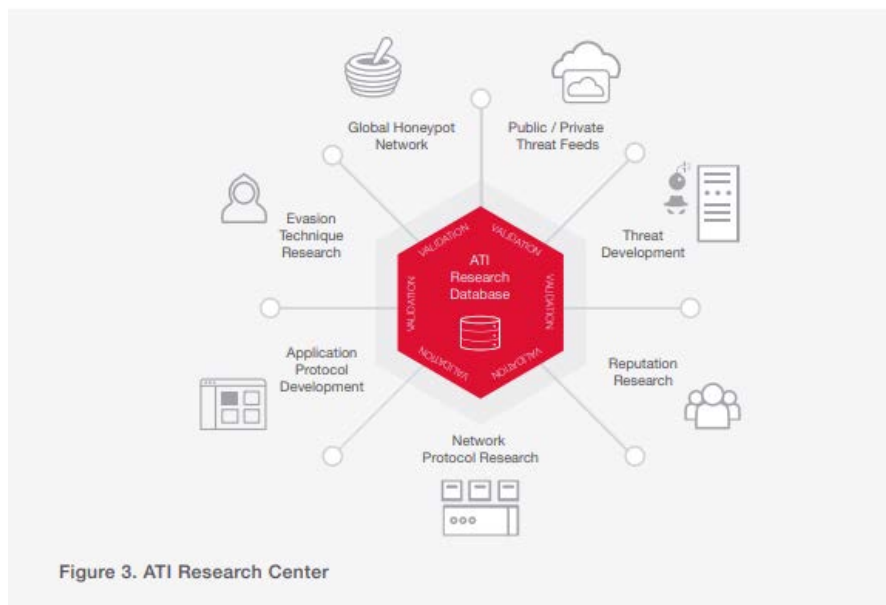 Global Honeypot
Network
Public / Private
Threat Feeds
Evasion
Technique
Research
Threat
Development
VALIDATION
VALIDATION
ATI
Research
Database
VALIDATION
VALIDATION
VALIDATION
VALIDATION
Application
Protocol
Development
Reputation
Research
Network
Protocol Research
Figure 3. ATI Research Center